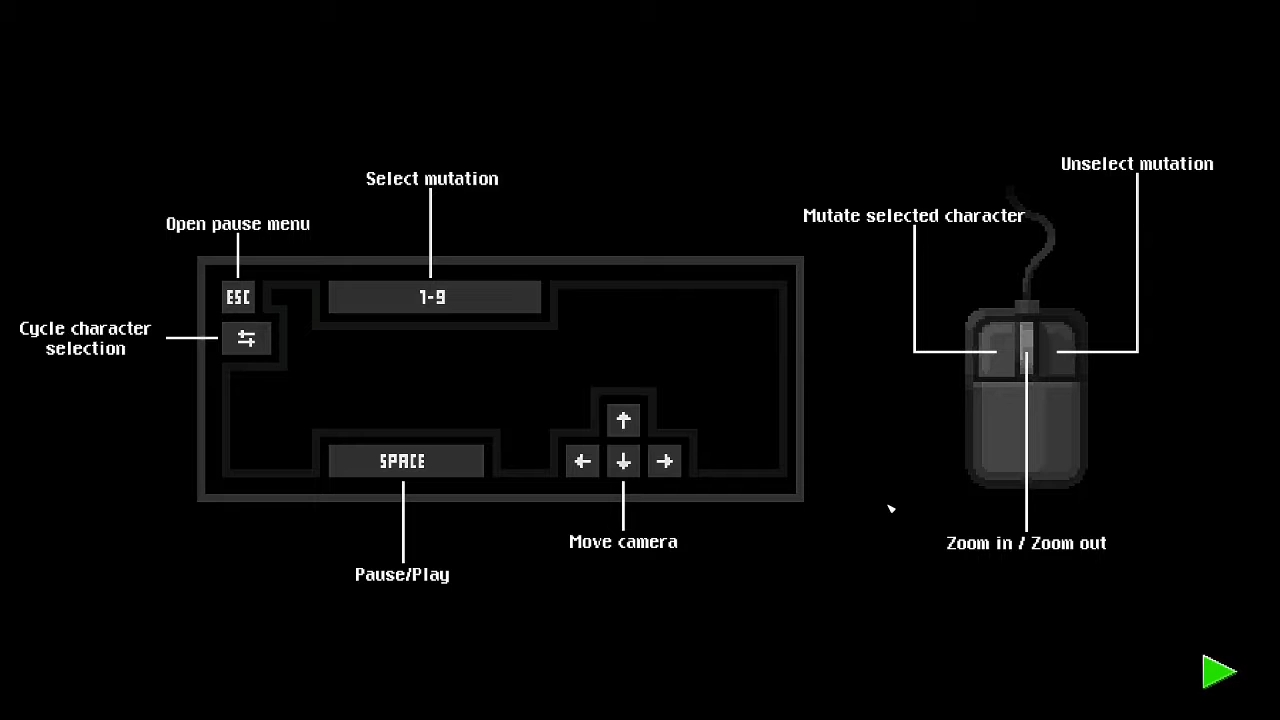 Unselect mutation
Select mutation
Mutate selected character
Open pause menu
ESC
1-9
Cycle character
selection
SPACE
Move camera
Zoom in / Zoom out
Pause/Play